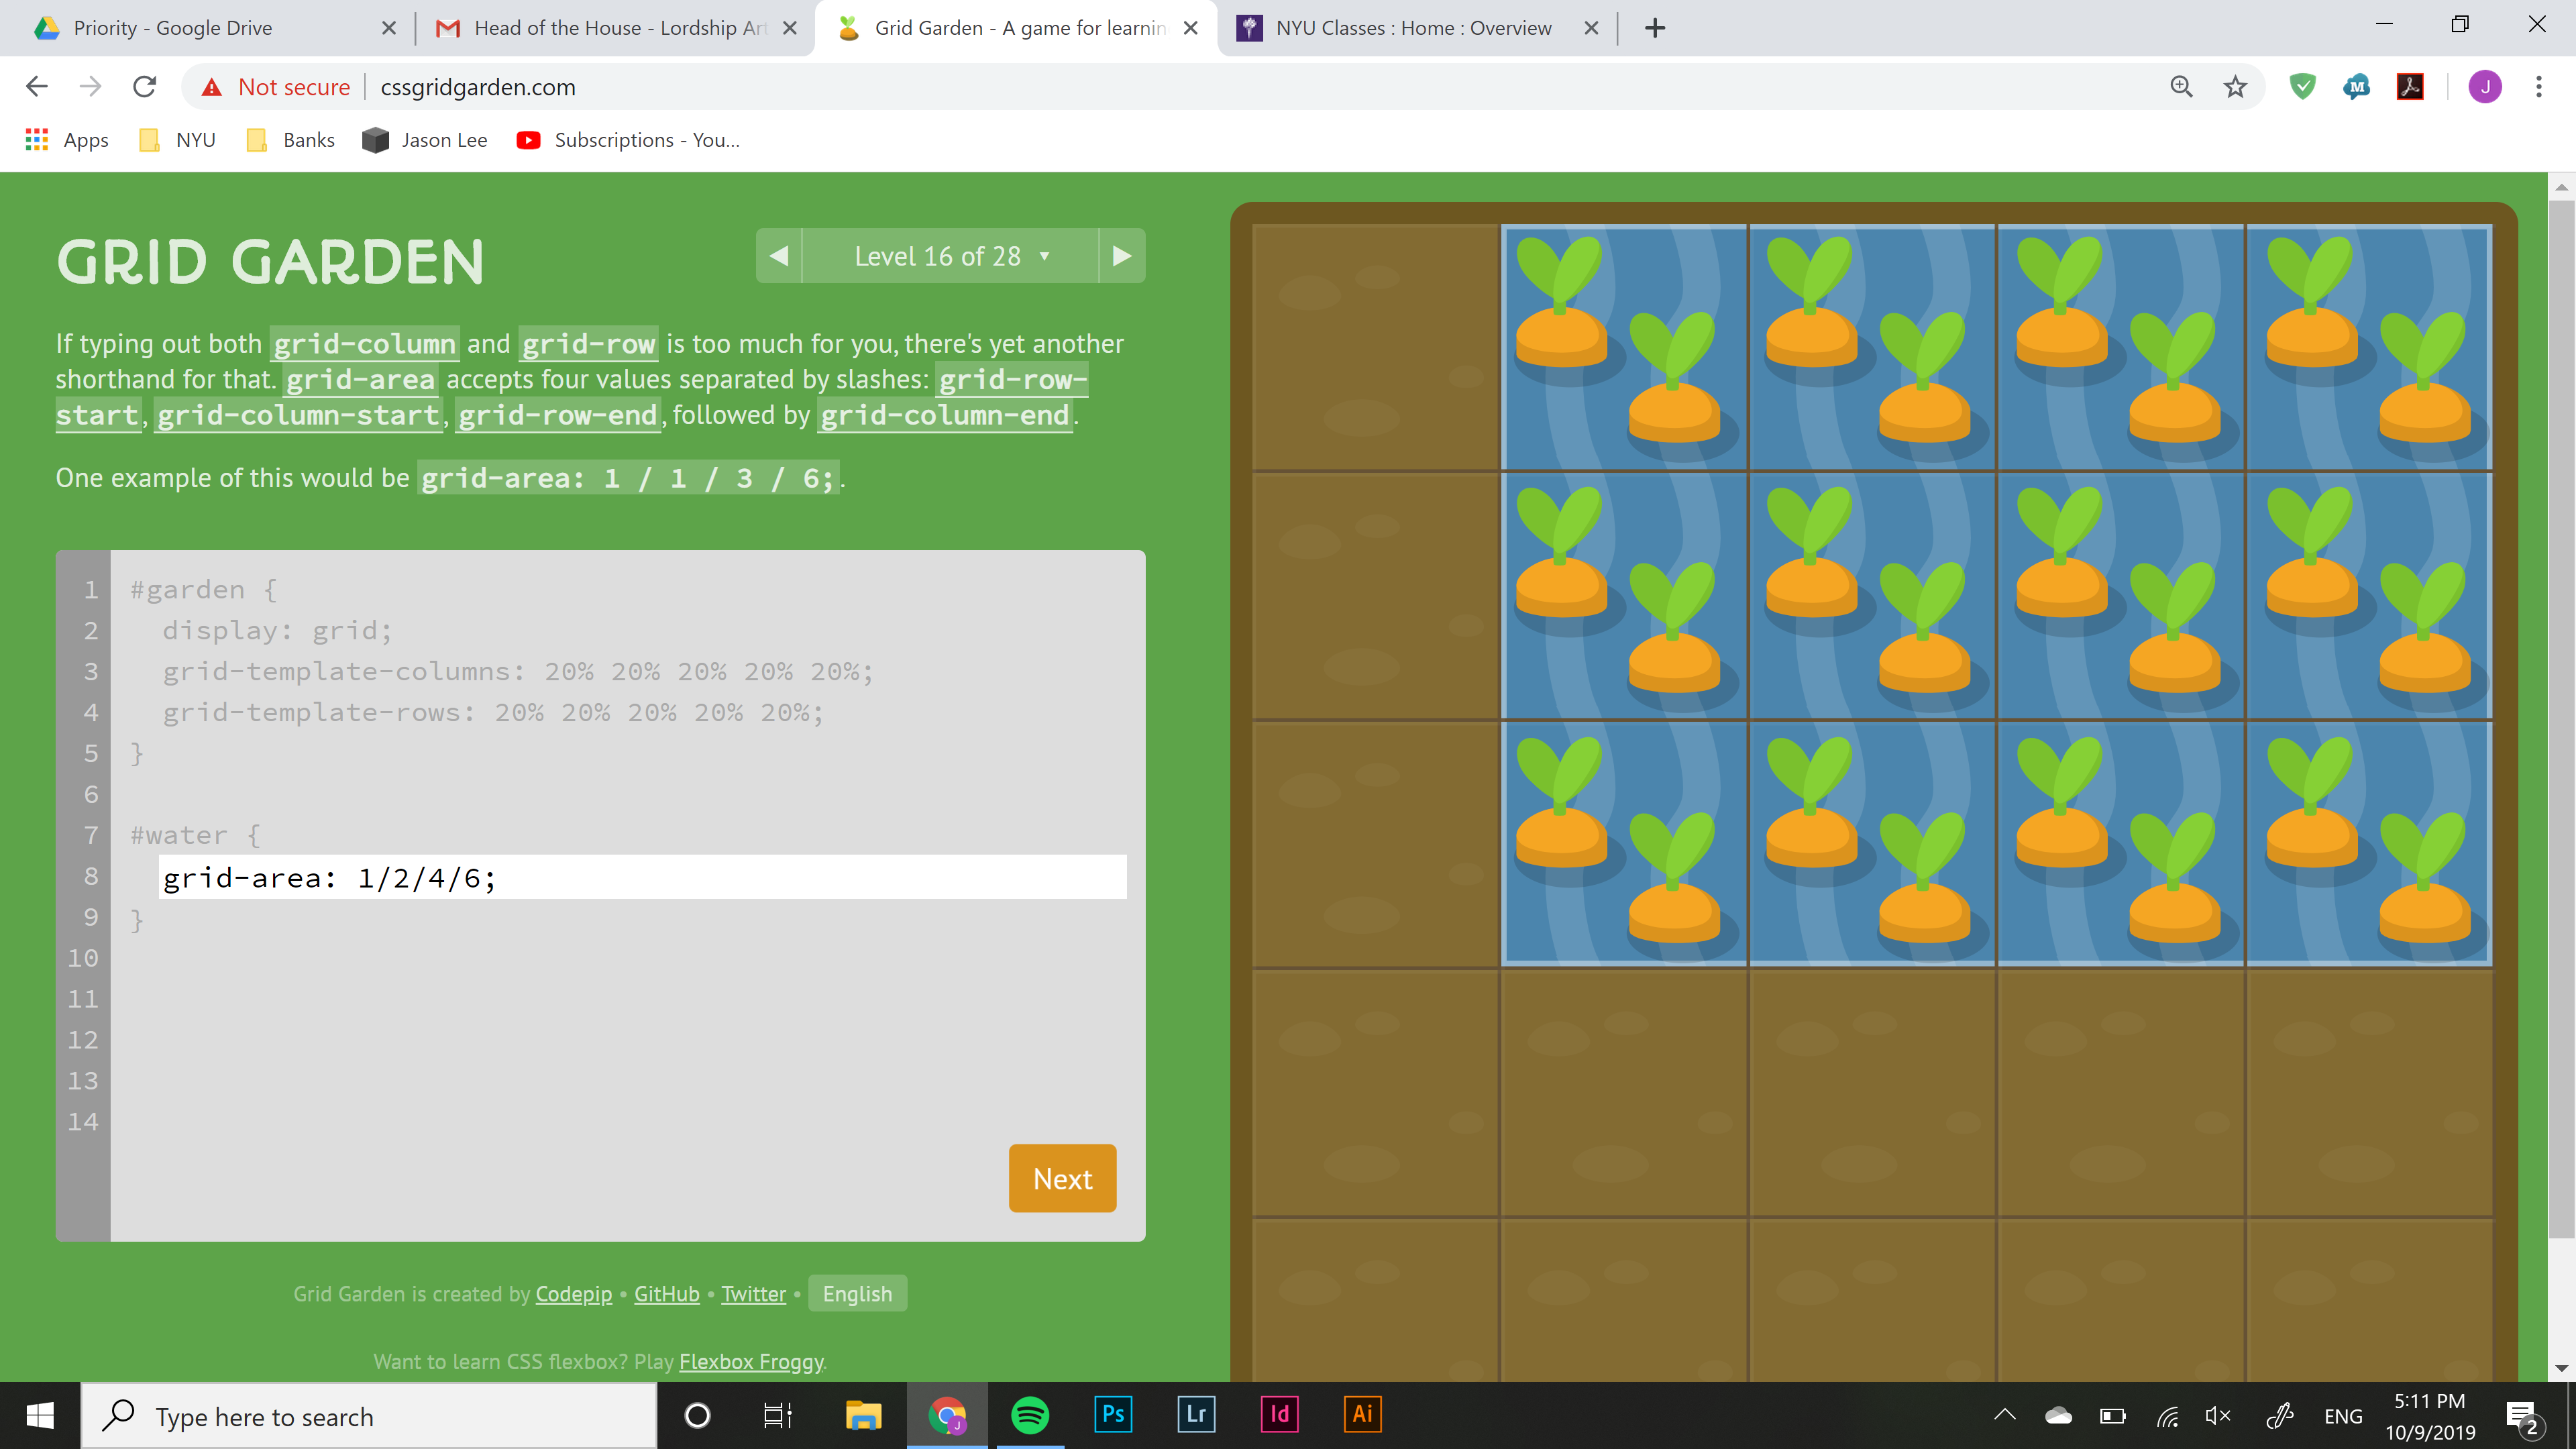 Priority - Google Drive
Head of the House - Lordship Art
Grid Garden - A game for learnin
NYU Classes : Home : Overview
Not secure
cssgridgarden.com
M
J
Apps
NYU
Banks
Jason Lee
Subscriptions - You...
GRID GARDEN
Level 16 of 28
If typing out both grid-column and grid-row is too much for you, there's yet another
shorthand for that. grid-area accepts four values separated by slashes: grid-row-
start, grid-column-start, grid-row-end, followed by grid-column-end.
One example of this would be grid-area: 1 / 1 / 3 / 6;.
1 #garden {
2 display: grid;
3 grid-template-columns: 20% 20% 20% 20% 20%;
4 grid-template-rows: 20% 20% 20% 20% 20%;
5 }
6
7 #water {
8 grid-area: 1/2/4/6;
9 }
10
11
12
13
14
Next
Grid Garden is created by Codepip • GitHub • Twitter • English
Want to learn CSS flexbox? Play Flexbox Froggy.
Type here to search
J
Ps
Lr
Id
Ai
ENG
5:11 PM
10/9/2019
2